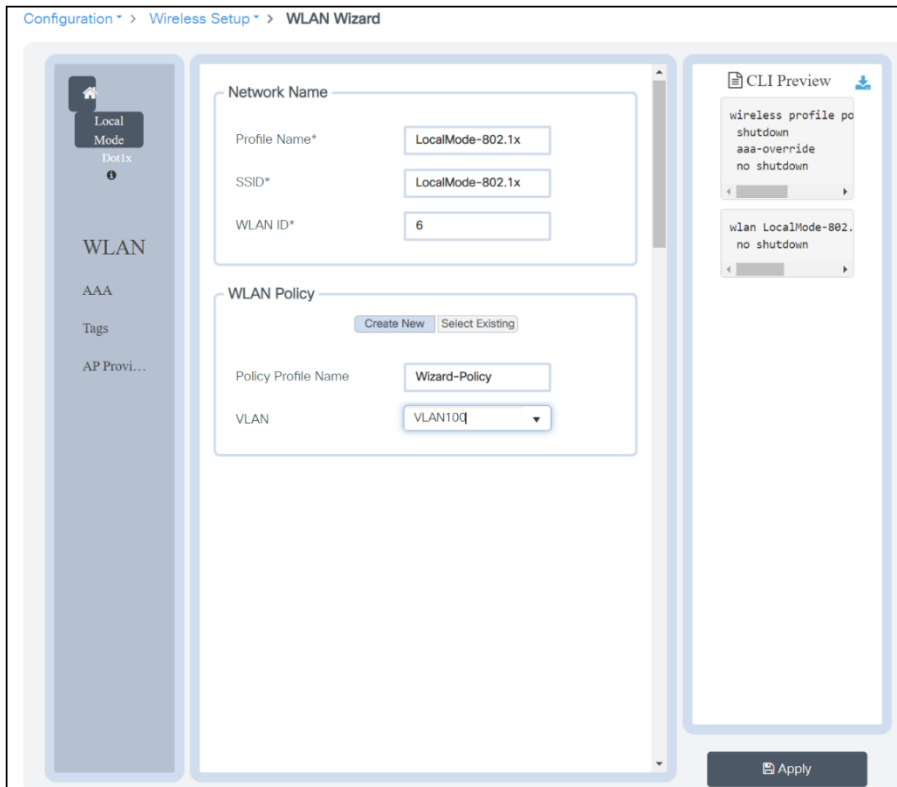 Configuration > Wireless Setup > WLAN Wizard
Local
Mode
Dot1x
WLAN
AAA
Tags
AP Provi...
Network Name
Profile Name* LocalMode-802.1x
SSID* LocalMode-802.1x
WLAN ID* 6
WLAN Policy
Create New Select Existing
Policy Profile Name Wizard-Policy
VLAN VLAN100
CLI Preview
wireless profile po
shutdown
aaa-override
no shutdown
wlan LocalMode-802.
no shutdown
Apply